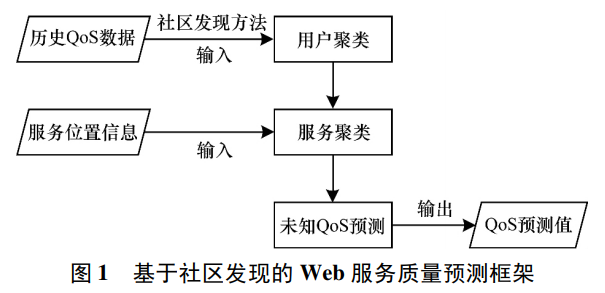 历史QoS数据
社区发现方法
输入
用户聚类
服务位置信息
输入
服务聚类
未知QoS预测
输出
QoS预测值
图 1 基于社区发现的 Web 服务质量预测框架